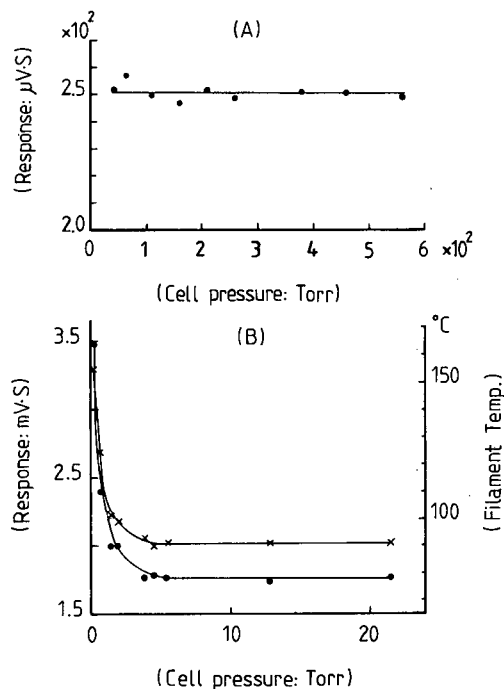 ×10²
(A)
(Response: μV·S)
2.5
2.0
0 1 2 3 4 5 6 ×10²
(Cell pressure: Torr)
(B)
°C
(Response: mV·S)
3.5
2.5
1.5
150
100
(Filament Temp.)
0 10 20
(Cell pressure: Torr)